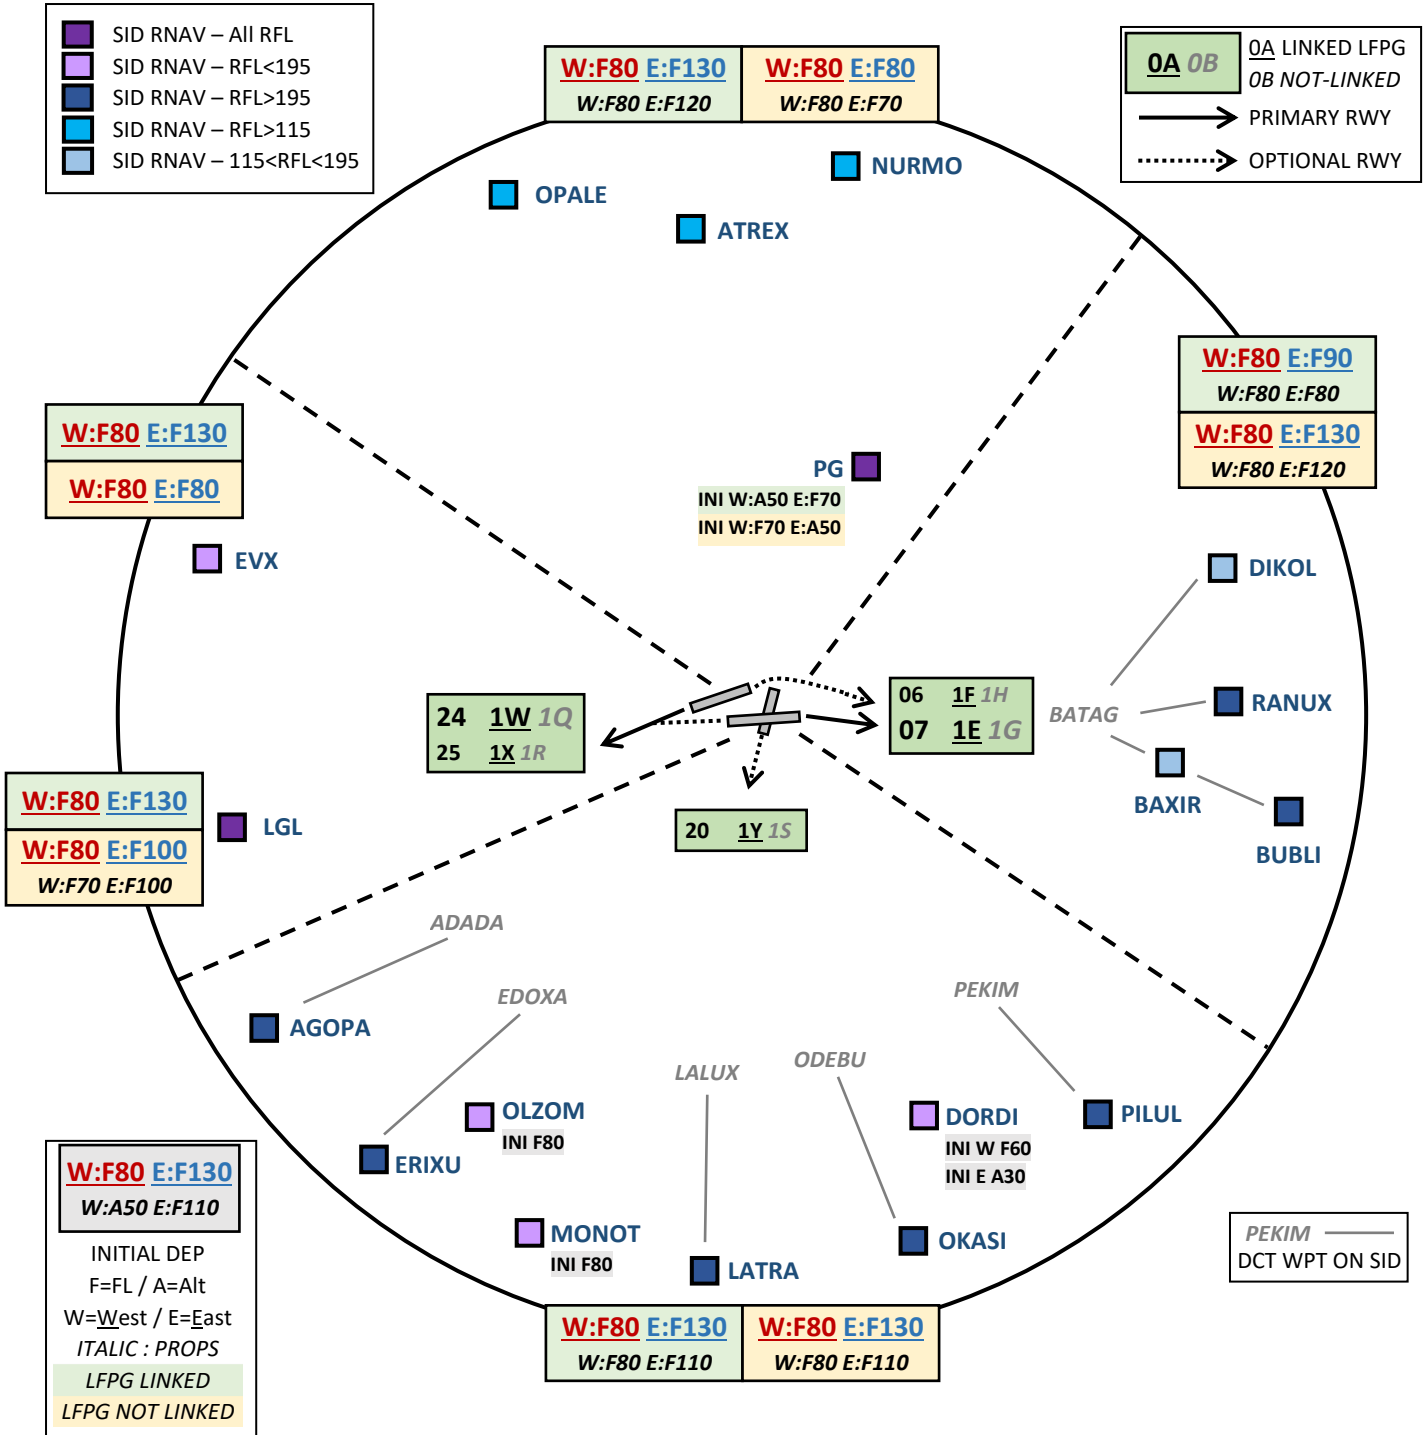 SID RNAV – All RFL
SID RNAV – RFL<195
SID RNAV – RFL>195
SID RNAV – RFL>115
SID RNAV – 115<RFL<195
W:F80 E:F130
W:F80 E:F120
W:F80 E:F80
W:F80 E:F70
0A 0B
0A LINKED LFPG
0B NOT-LINKED
PRIMARY RWY
OPTIONAL RWY
NURMO
OPALE
ATREX
W:F80 E:F90
W:F80 E:F80
W:F80 E:F130
W:F80 E:F120
W:F80 E:F130
W:F80 E:F80
PG
INI W:A50 E:F70
INI W:F70 E:A50
EVX
DIKOL
24 1W 1Q
25 1X 1R
06 1F 1H
07 1E 1G
BATAG
RANUX
BAXIR
BUBLI
20 1Y 1S
W:F80 E:F130
W:F80 E:F100
W:F70 E:F100
LGL
ADADA
AGOPA
EDOXA
PEKIM
LALUX
ODEBU
OLZOM
INI F80
DORDI
INI W F60
INI E A30
PILUL
ERIXU
MONOT
INI F80
LATRA
OKASI
W:F80 E:F130
W:A50 E:F110
INITIAL DEP
F=FL / A=Alt
W=West / E=East
ITALIC : PROPS
LFPG LINKED
LFPG NOT LINKED
PEKIM
DCT WPT ON SID
W:F80 E:F130
W:F80 E:F110
W:F80 E:F130
W:F80 E:F110